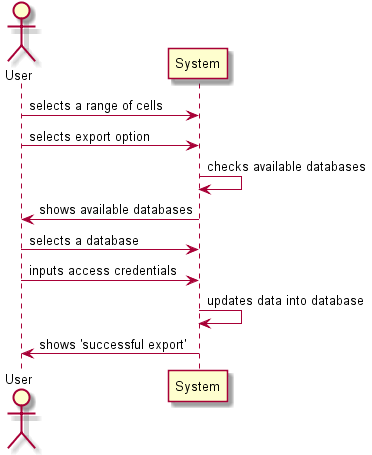 User
System
selects a range of cells
selects export option
checks available databases
shows available databases
selects a database
inputs access credentials
updates data into database
shows 'successful export'
User
System